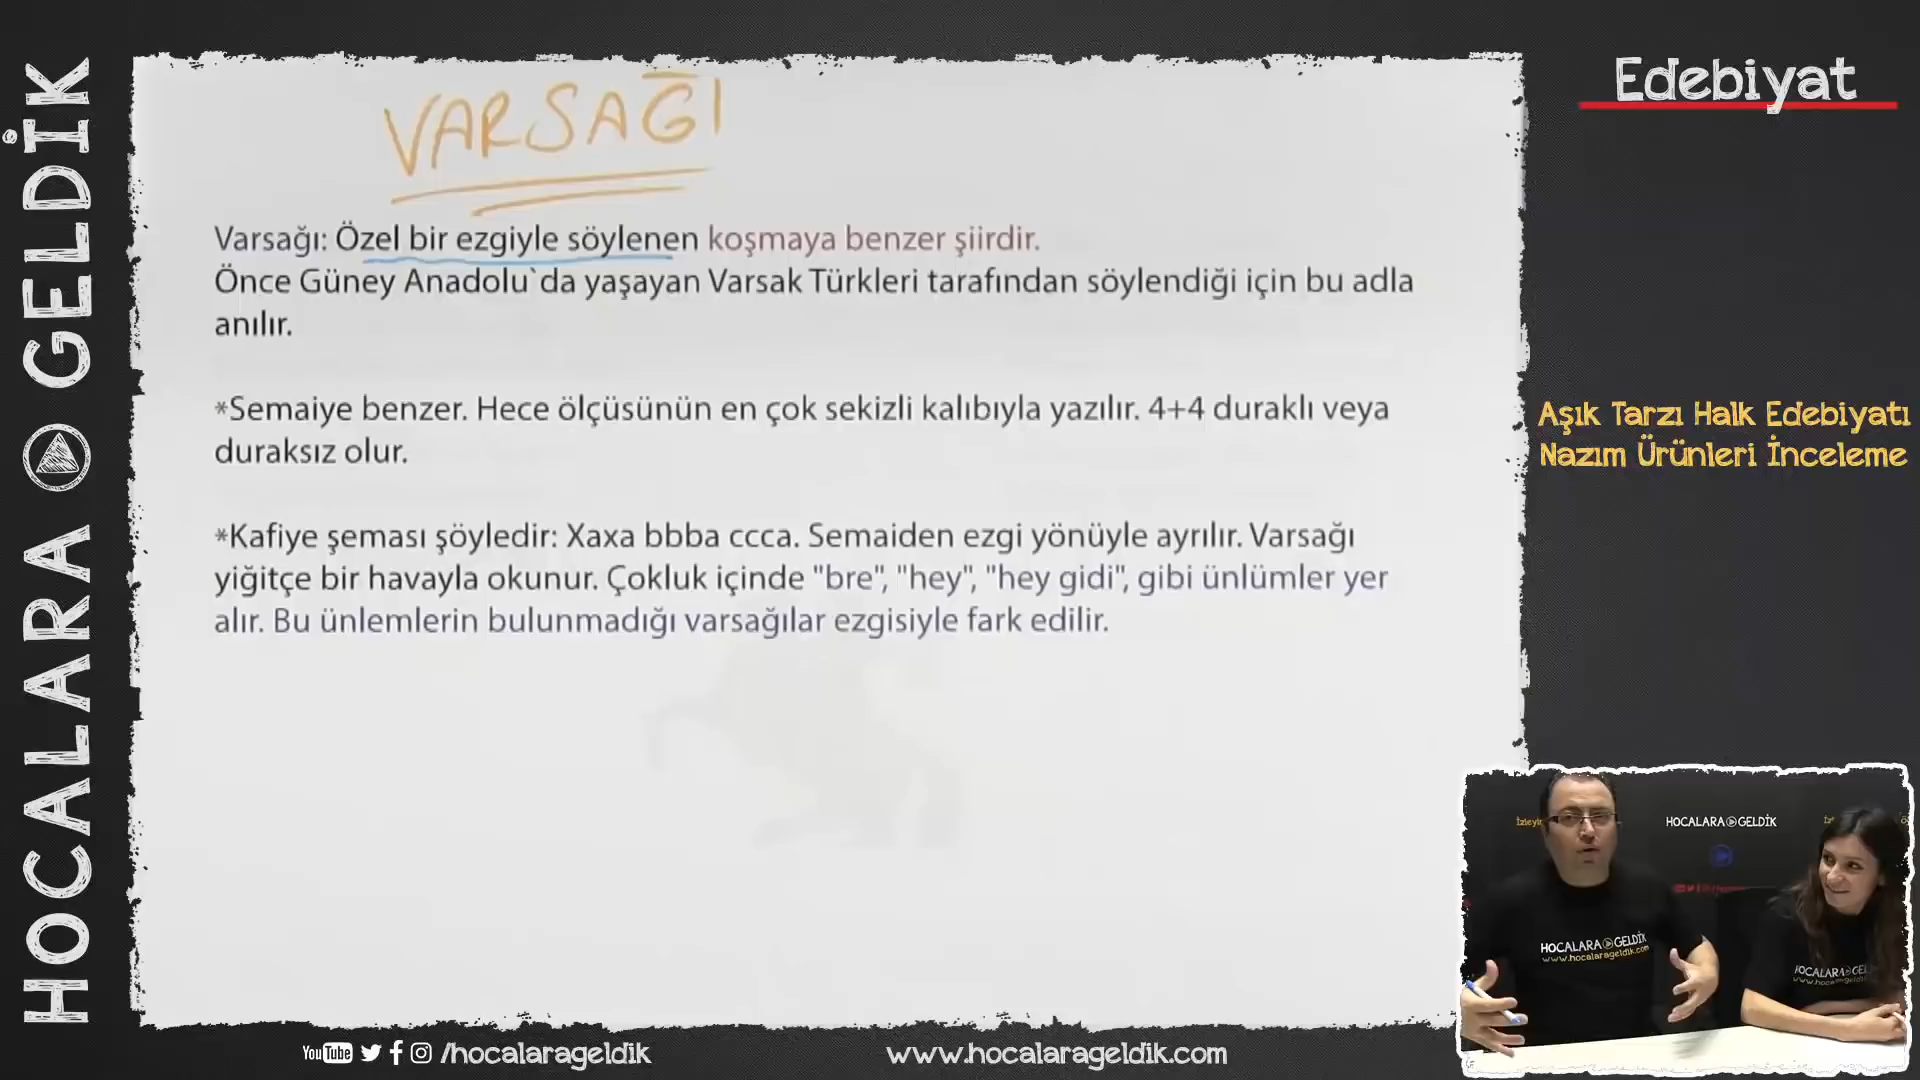 HOCALARA GELDİK
Edebiyat
VARSAĞI
Varsağı: Özel bir ezgiyle söylenen koşmaya benzer şiirdir.
Önce Güney Anadolu`da yaşayan Varsak Türkleri tarafından söylendiği için bu adla
anılır.
*Semaiye benzer. Hece ölçüsünün en çok sekizli kalıbıyla yazılır. 4+4 duraklı veya
duraksız olur.
*Kafiye şeması şöyledir: Xaxa bbba ccca. Semaiden ezgi yönüyle ayrılır. Varsağı
yiğitçe bir havayla okunur. Çokluk içinde "bre", "hey", "hey gidi", gibi ünlümler yer
alır. Bu ünlemlerin bulunmadığı varsağılar ezgisiyle fark edilir.
Aşık Tarzı Halk Edebiyatı
Nazım Ürünleri İnceleme
HOCALARA GELDİK
HOCALARA GELDİK
www.hocalarageldik.com
HOCALARA GEL
YouTube /hocalarageldik
www.hocalarageldik.com